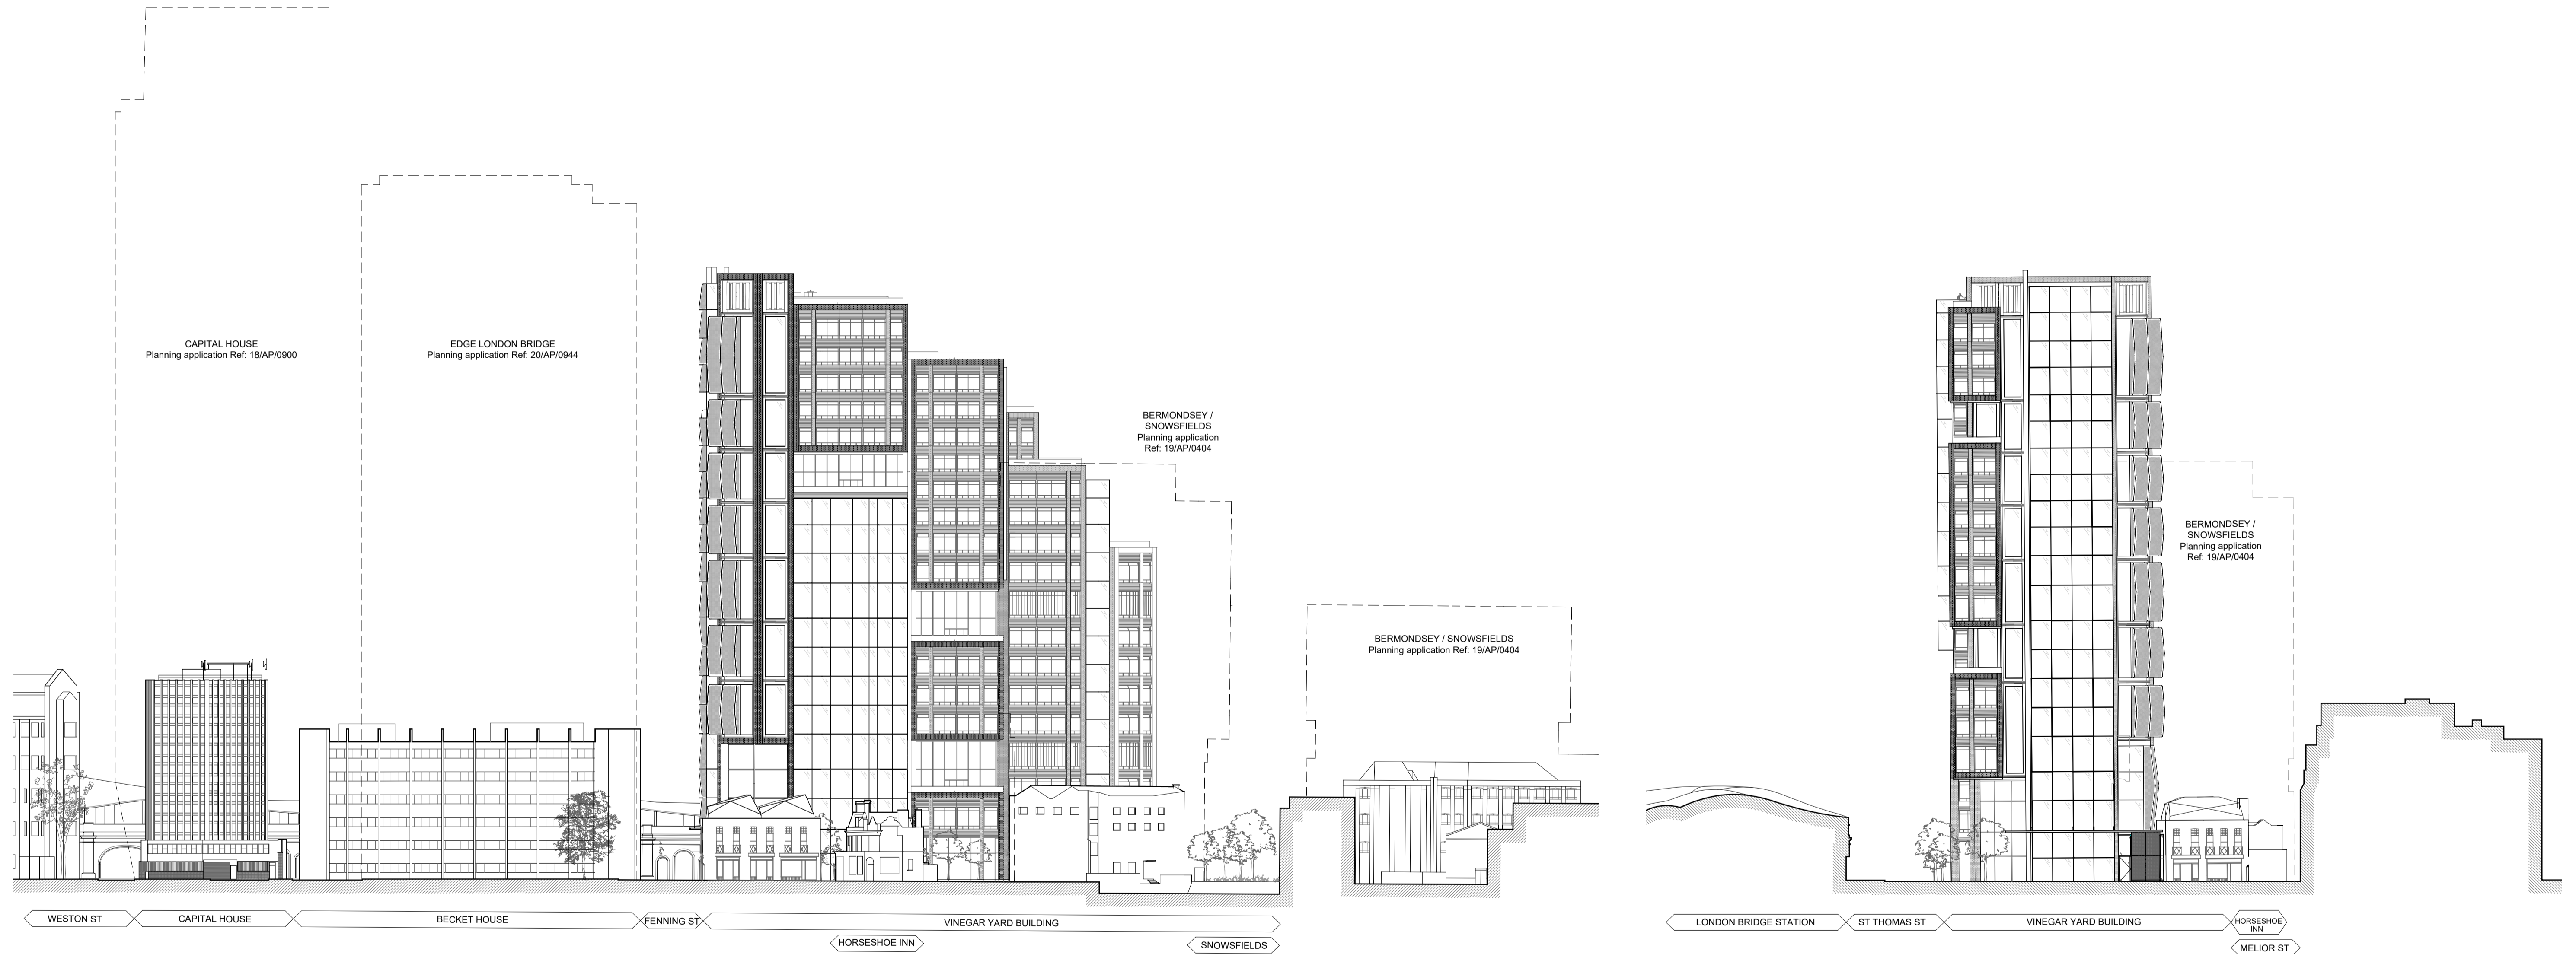 CAPITAL HOUSE
Planning application Ref: 18/AP/0900
EDGE LONDON BRIDGE
Planning application Ref: 20/AP/0944
BERMONDSEY /
SNOWSFIELDS
Planning application
Ref: 19/AP/0404
BERMONDSEY / SNOWSFIELDS
Planning application Ref: 19/AP/0404
BERMONDSEY /
SNOWSFIELDS
Planning application
Ref: 19/AP/0404
WESTON ST
CAPITAL HOUSE
BECKET HOUSE
FENNING ST
VINEGAR YARD BUILDING
HORSESHOE INN
SNOWSFIELDS
LONDON BRIDGE STATION
ST THOMAS ST
VINEGAR YARD BUILDING
HORSESHOE
INN
MELIOR ST